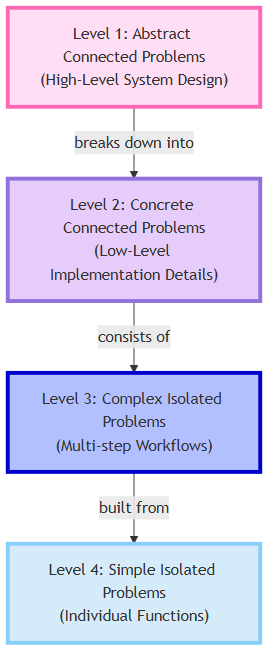 Level 1: Abstract
Connected Problems
(High-Level System Design)
breaks down into
Level 2: Concrete
Connected Problems
(Low-Level
Implementation Details)
consists of
Level 3: Complex Isolated
Problems
(Multi-step Workflows)
built from
Level 4: Simple Isolated
Problems
(Individual Functions)